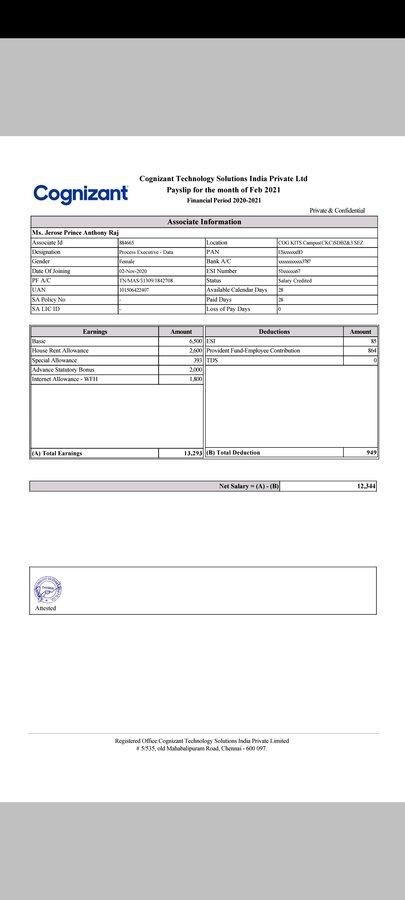 Cognizant
Cognizant Technology Solutions India Private Ltd
Payslip for the month of Feb 2021
Financial Period 2020-2021
Private & Confidential
Associate Information
Ms. Jerose Prince Anthony Raj
Associate Id 884665 Location COG KITS Campus(CKC)SDB2&3 SEZ
Designation Process Executive - Data PAN
Gender Female Bank A/C
Date Of Joining 02-Nov-2020 ESI Number
PF A/C TN/MAS/31309/1842708 Status Salary Credited
UAN 101506422407 Available Calendar Days 28
SA Policy No - Paid Days 28
SA LIC ID - Loss of Pay Days 0
Earnings Amount Deductions Amount
Basic 6,500 ESI 85
House Rent Allowance 2,600 Provident Fund-Employee Contribution 864
Special Allowance 393 TDS 0
Advance Statutory Bonus 2,000
Internet Allowance - WFH 1,800
(A) Total Earnings 13,293 (B) Total Deduction 949
Net Salary = (A) - (B) 12,344
Attested
Registered Office Cognizant Technology Solutions India Private Limited
# 5/535, old Mahabalipuram Road, Chennai - 600 097.